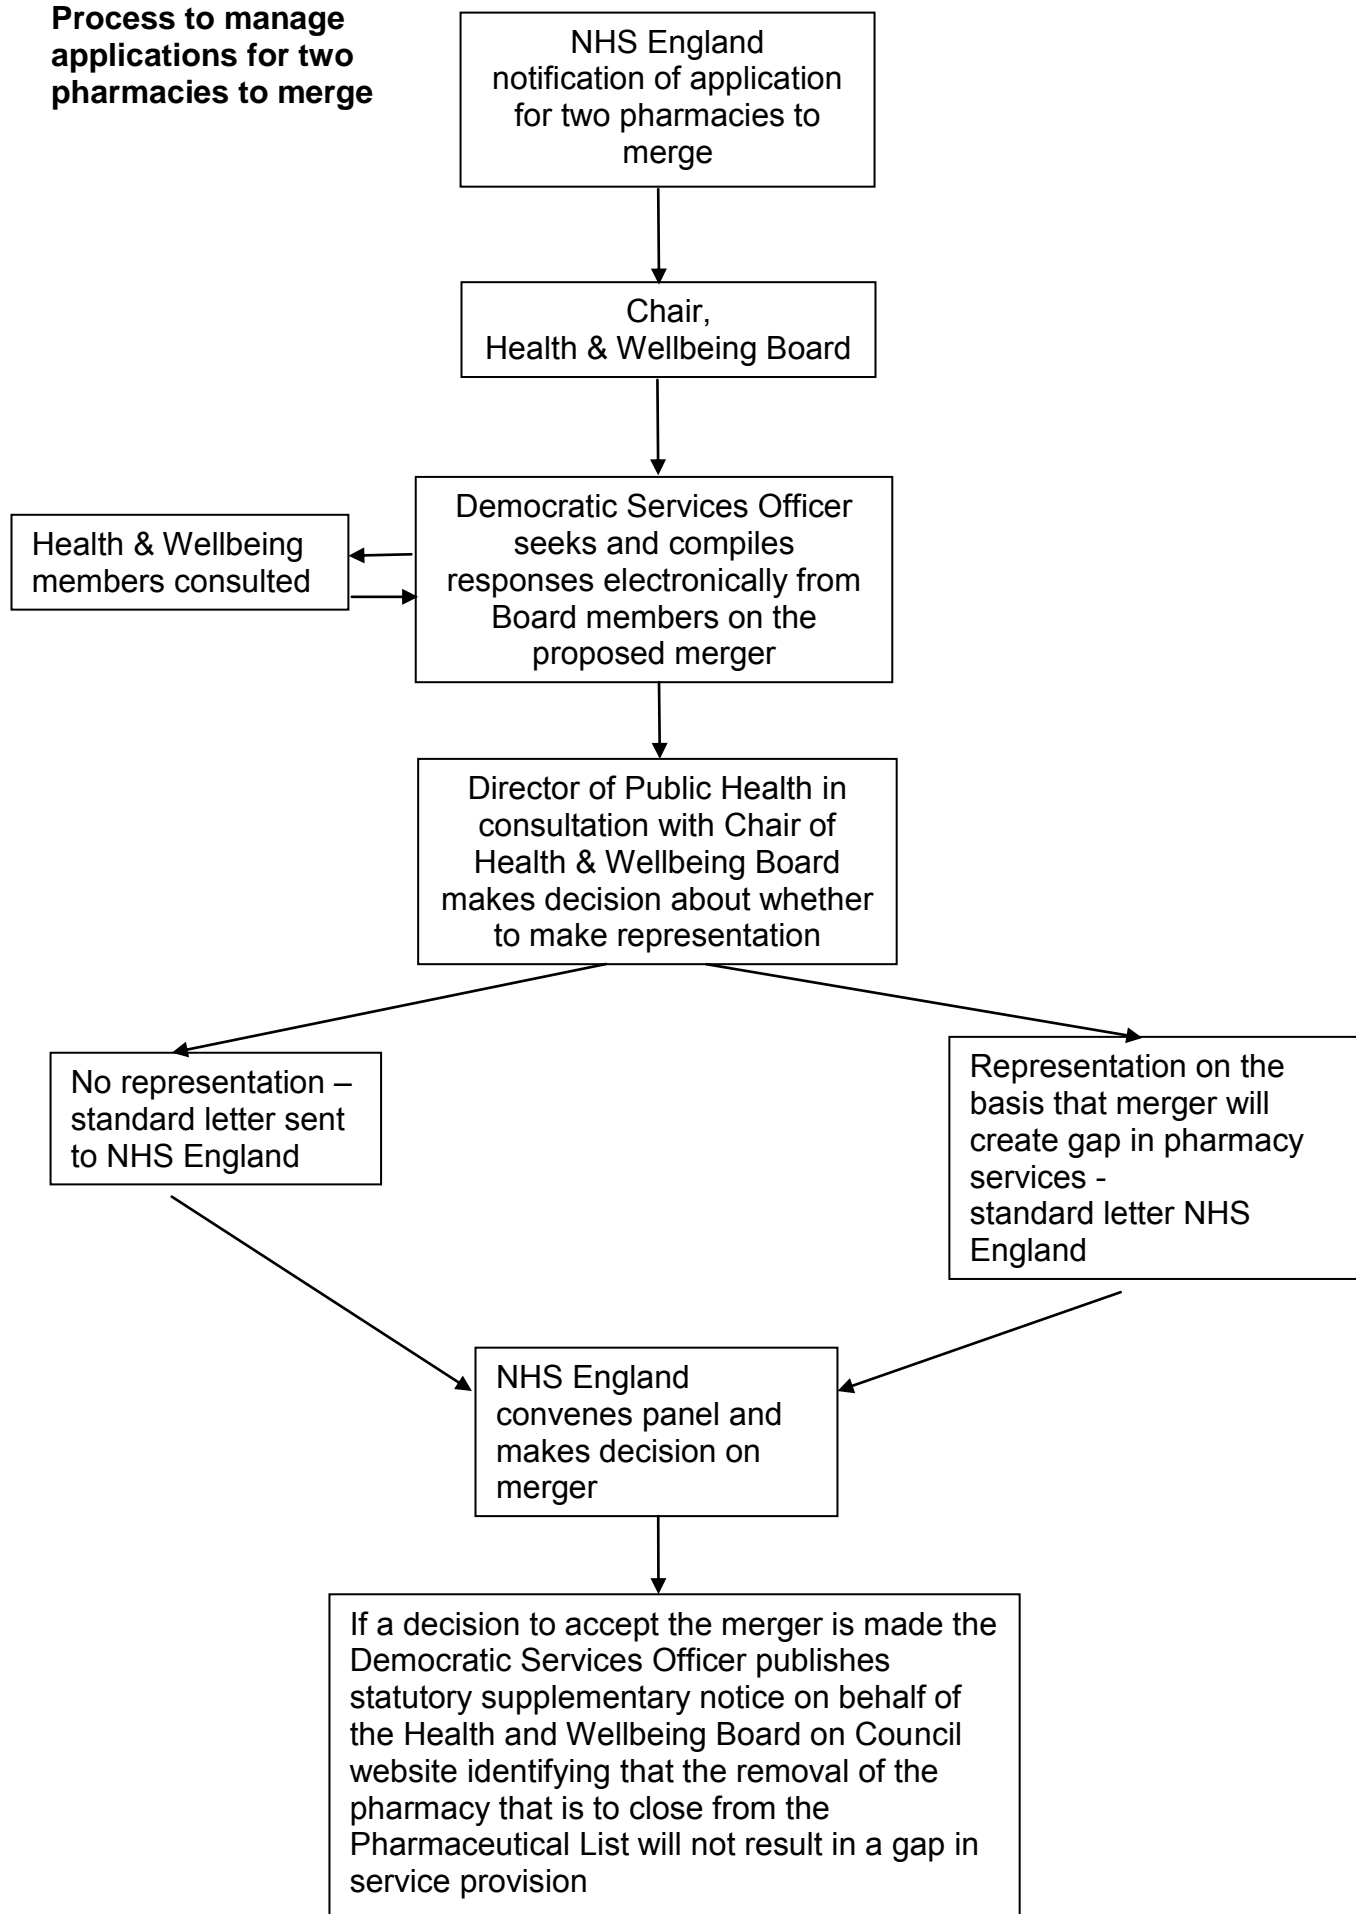 Process to manage
applications for two
pharmacies to merge
NHS England
notification of application
for two pharmacies to
merge
Chair,
Health & Wellbeing Board
Democratic Services Officer
seeks and compiles
responses electronically from
Board members on the
proposed merger
Health & Wellbeing
members consulted
Director of Public Health in
consultation with Chair of
Health & Wellbeing Board
makes decision about whether
to make representation
No representation –
standard letter sent
to NHS England
Representation on the
basis that merger will
create gap in pharmacy
services -
standard letter NHS
England
NHS England
convenes panel and
makes decision on
merger
If a decision to accept the merger is made the
Democratic Services Officer publishes
statutory supplementary notice on behalf of
the Health and Wellbeing Board on Council
website identifying that the removal of the
pharmacy that is to close from the
Pharmaceutical List will not result in a gap in
service provision